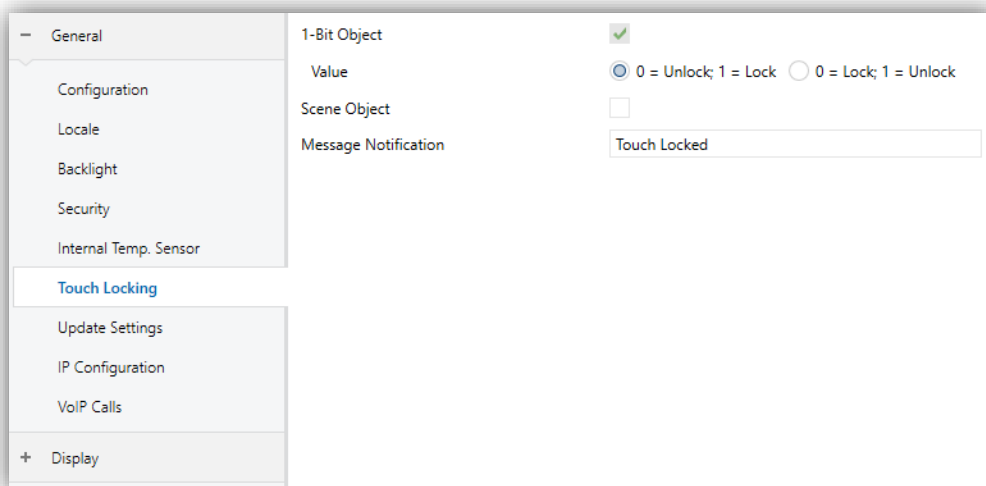 General
Configuration
Locale
Backlight
Security
Internal Temp. Sensor
Touch Locking
Update Settings
IP Configuration
VoIP Calls
Display
1-Bit Object
Value 0 = Unlock; 1 = Lock 0 = Lock; 1 = Unlock
Scene Object
Message Notification Touch Locked